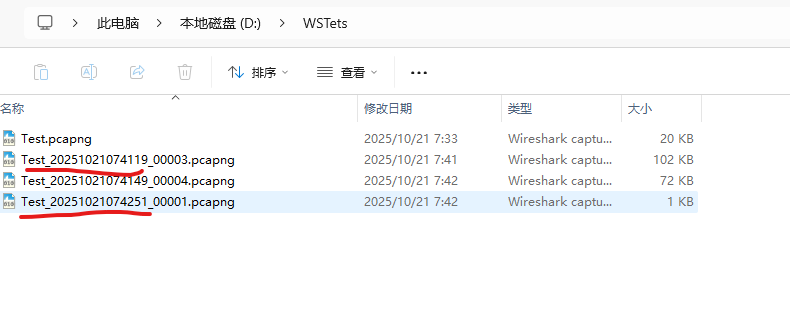 此电脑 > 本地磁盘 (D:) > WSTets
排序 查看 ...
名称 修改日期 类型 大小
Test.pcapng 2025/10/21 7:33 Wireshark captu... 20 KB
Test_20251021074119_00003.pcapng 2025/10/21 7:41 Wireshark captu... 102 KB
Test_20251021074149_00004.pcapng 2025/10/21 7:42 Wireshark captu... 72 KB
Test_20251021074251_00001.pcapng 2025/10/21 7:42 Wireshark captu... 1 KB